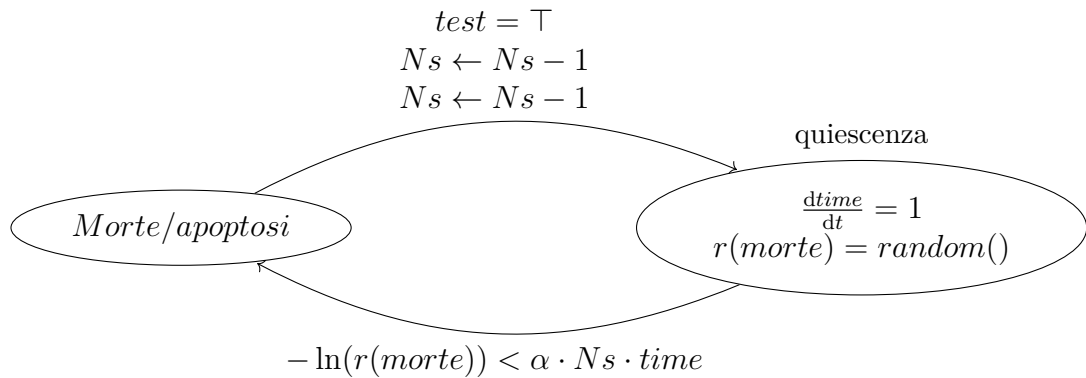 test = ⊤
Ns ← Ns − 1
Ns ← Ns − 1
quiescenza
Morte/apoptosi
dtime/dt = 1
r(morte) = random()
− ln(r(morte)) < α · Ns · time